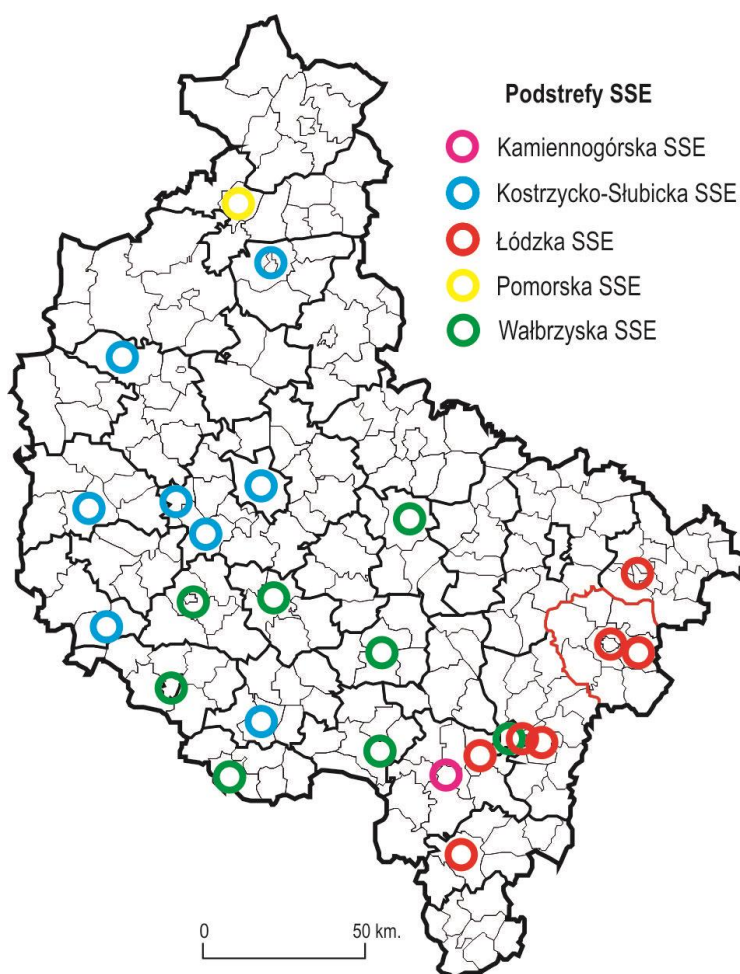 Podstrefy SSE
Kamiennogórska SSE
Kostrzycko-Słubicka SSE
Łódzka SSE
Pomorska SSE
Wałbrzyska SSE
0 50 km.